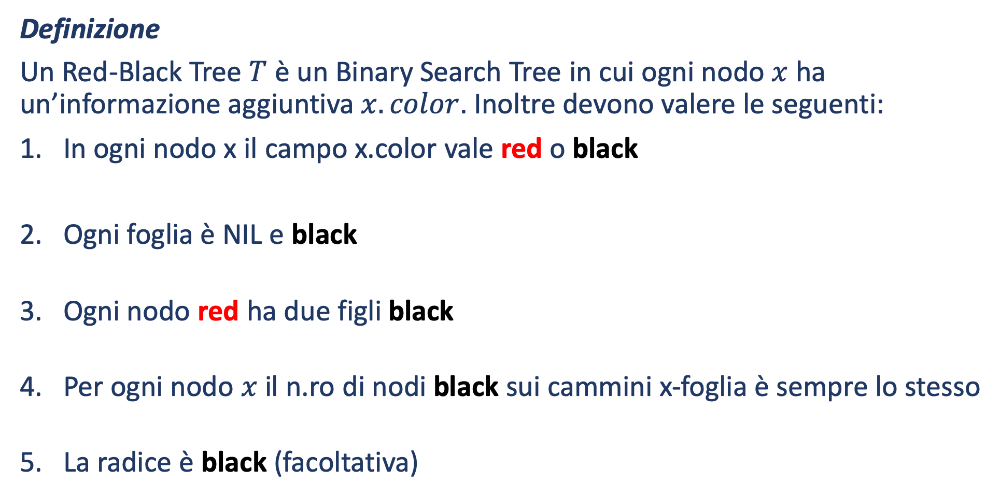 Definizione
Un Red-Black Tree T è un Binary Search Tree in cui ogni nodo x ha
un'informazione aggiuntiva x. color. Inoltre devono valere le seguenti:
1. In ogni nodo x il campo x.color vale red o black
2. Ogni foglia è NIL e black
3. Ogni nodo red ha due figli black
4. Per ogni nodo x il n.ro di nodi black sui cammini x-foglia è sempre lo stesso
5. La radice è black (facoltativa)